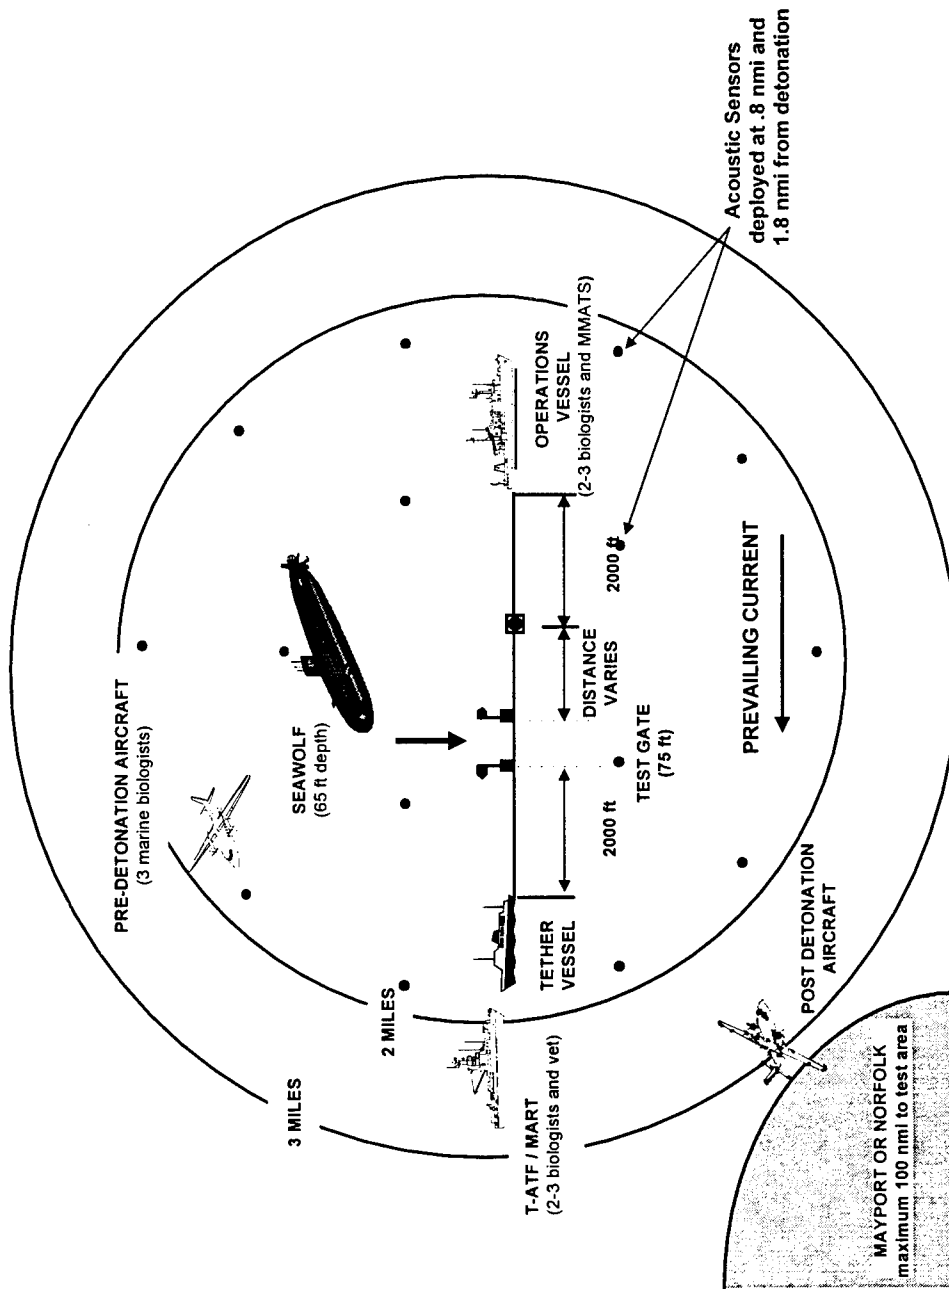 PRE-DETONATION AIRCRAFT
(3 marine biologists)
3 MILES
2 MILES
SEAWOLF
(65 ft depth)
T-ATF / MART
(2-3 biologists and vet)
TETHER
VESSEL
OPERATIONS
VESSEL
(2-3 biologists and MMATS)
2000 ft
DISTANCE
VARIES
2000 ft
TEST GATE
(75 ft)
PREVAILING CURRENT
Acoustic Sensors
deployed at .8 nmi and
1.8 nmi from detonation
POST DETONATION
AIRCRAFT
MAYPORT OR NORFOLK
maximum 100 nmi to test area